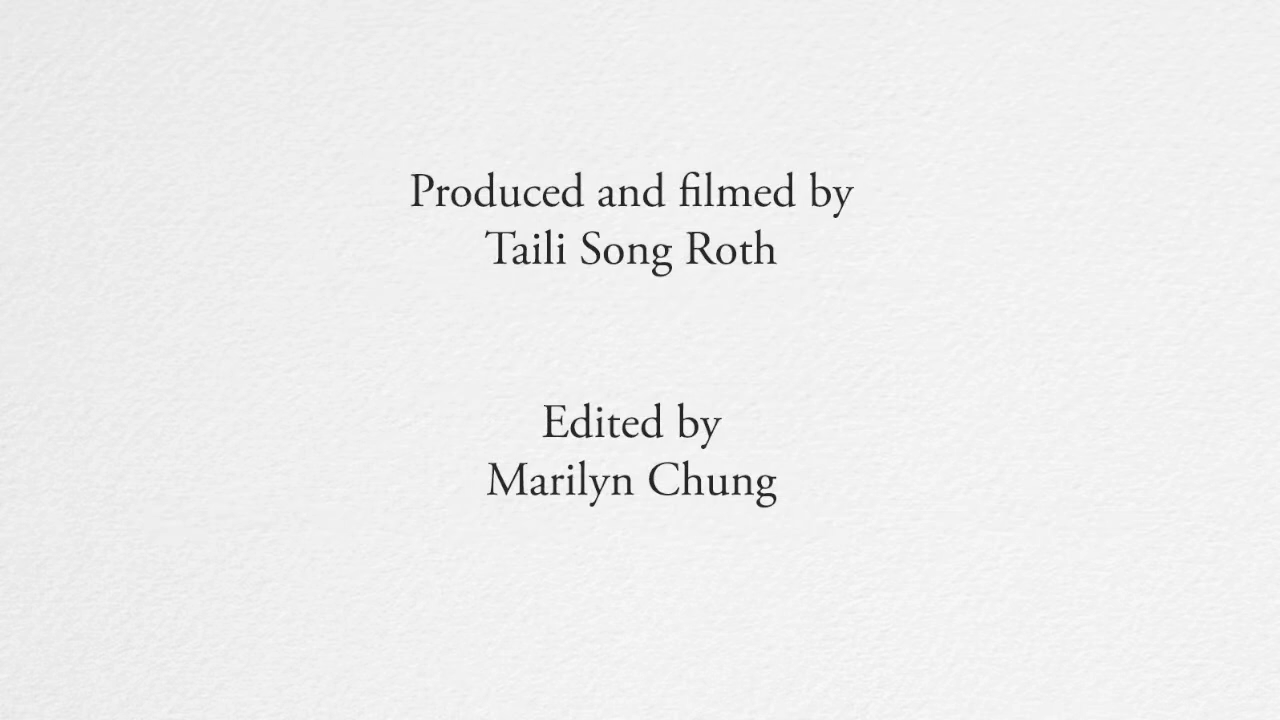 Produced and filmed by
Taili Song Roth
Edited by
Marilyn Chung